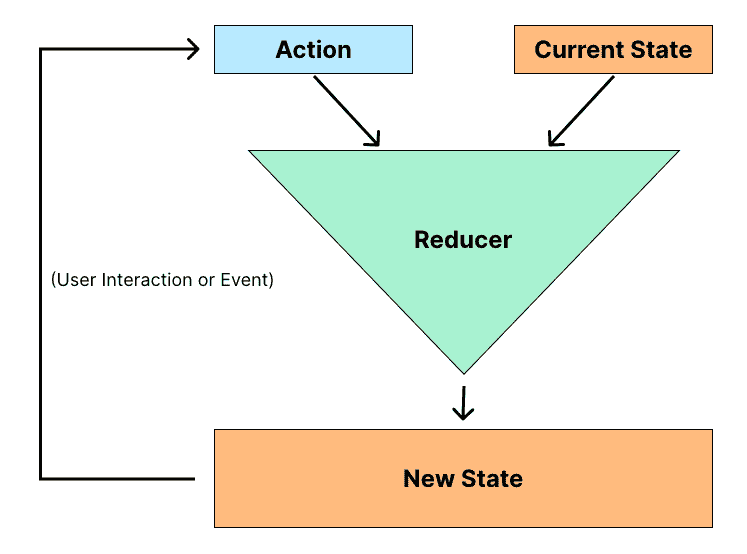 Action
Current State
Reducer
(User Interaction or Event)
New State